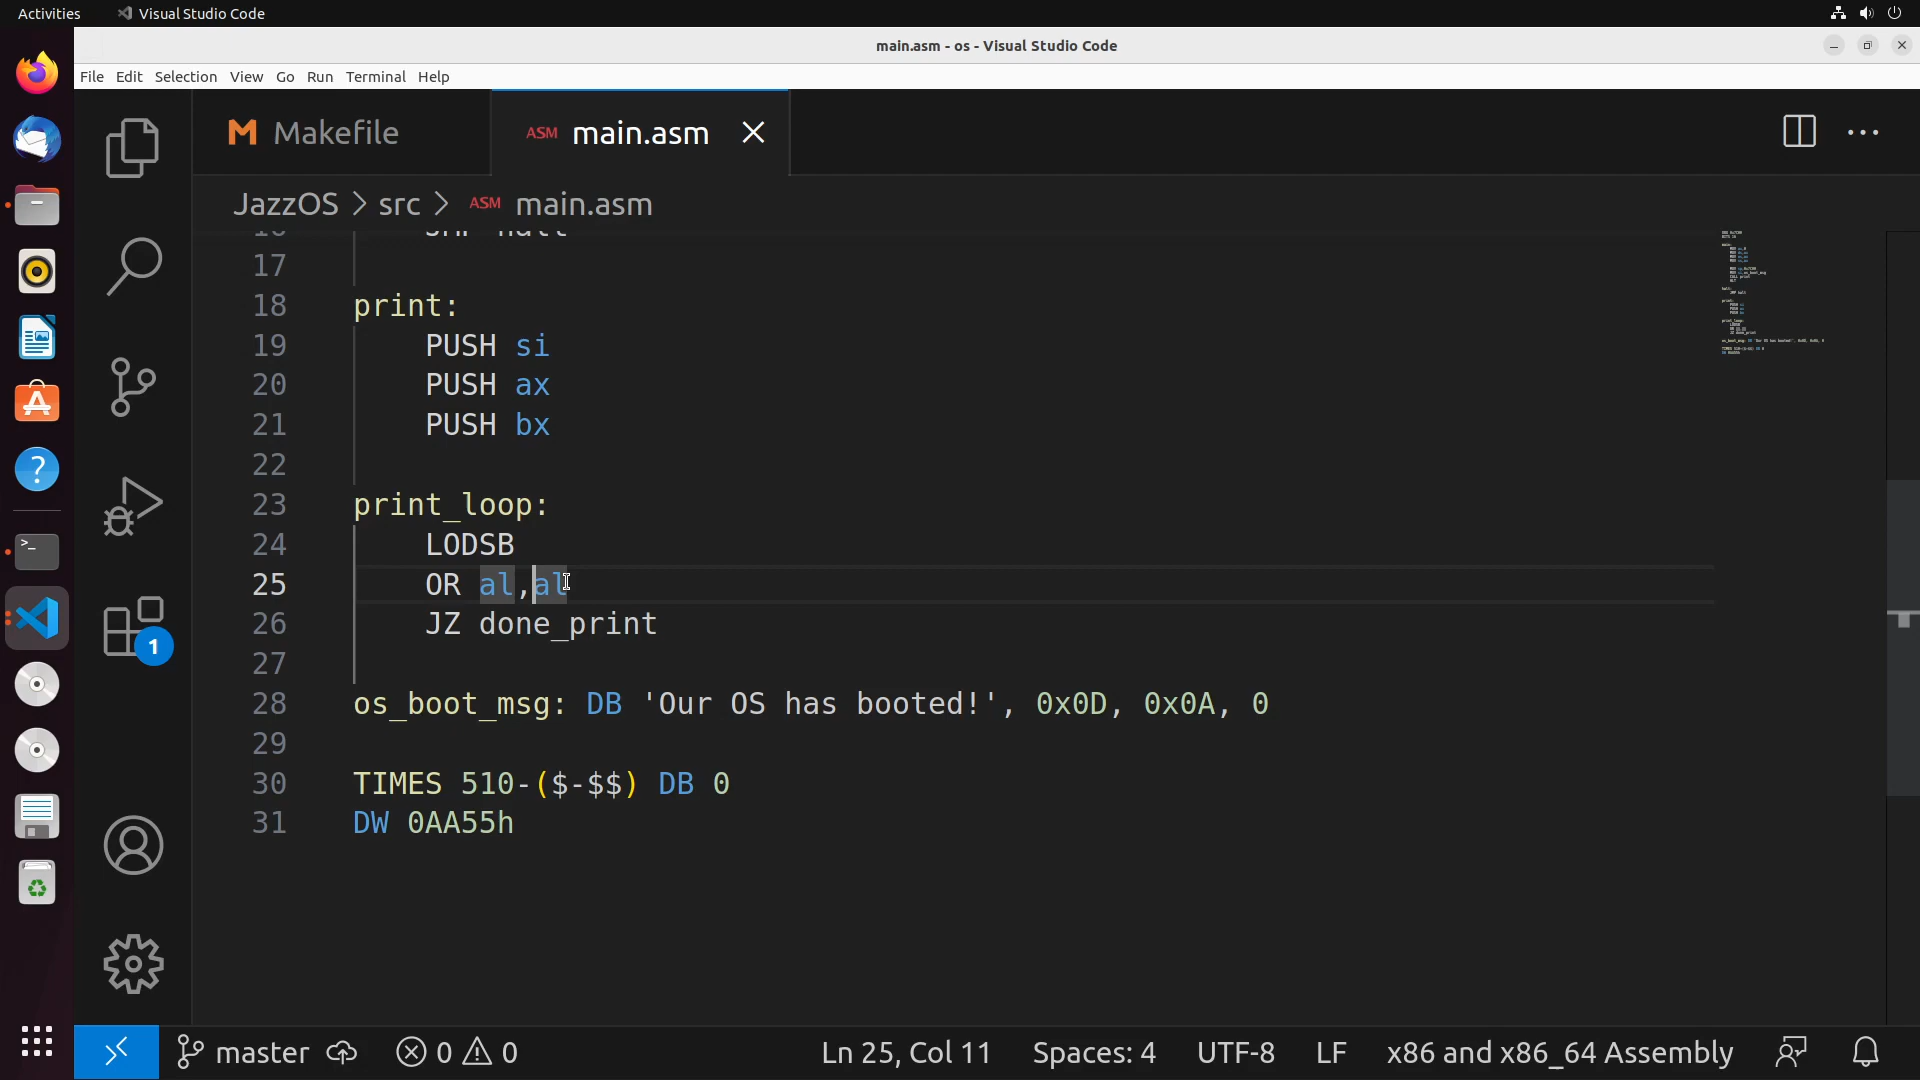 Activities Visual Studio Code
main.asm - os - Visual Studio Code
File Edit Selection View Go Run Terminal Help
Makefile ASM main.asm
JazzOS > src > ASM main.asm
17
18 print:
19 PUSH si
20 PUSH ax
21 PUSH bx
22
23 print_loop:
24 LODSB
25 OR al,al
26 JZ done_print
27
28 os_boot_msg: DB 'Our OS has booted!', 0x0D, 0x0A, 0
29
30 TIMES 510-($-$$) DB 0
31 DW 0AA55h
1
master 0 0 Ln 25, Col 11 Spaces: 4 UTF-8 LF x86 and x86_64 Assembly